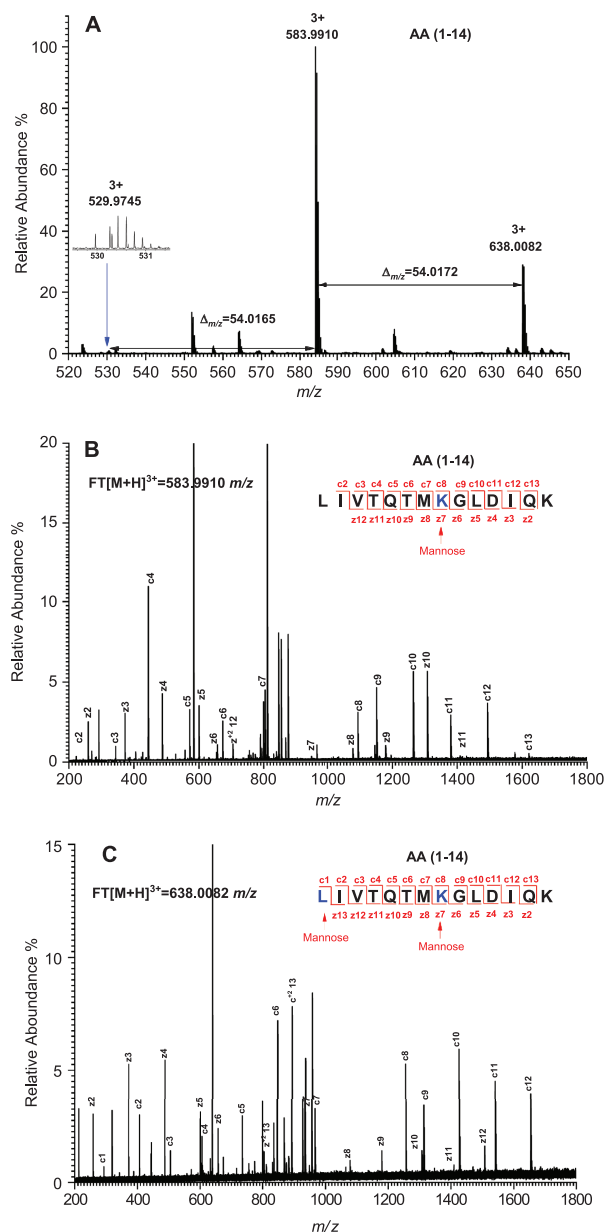 A
3+
583.9910
AA (1-14)
3+
529.9745
530 531
3+
638.0082
Δm/z=54.0165
Δm/z=54.0172
Relative Abundance %
100
80
60
40
20
0
520 530 540 550 560 570 580 590 600 610 620 630 640 650
m/z
B
AA (1-14)
FT[M+H]3+=583.9910 m/z
c2 c3 c4 c5 c6 c7 c8 c9 c10 c11 c12 c13
L I V T Q T M K G L D I Q K
z12 z11 z10 z9 z8 z7 z6 z5 z4 z3 z2
Mannose
Relative Abundance %
20
15
10
5
0
c2 z2 c3 z3 c4 z4 c5 z5 z6 c6 z+2 12 c7 z7 z8 c8 c9 z9 c10 z10 c11 z11 c12 c13
200 400 600 800 1000 1200 1400 1600 1800
m/z
C
AA (1-14)
FT[M+H]3+=638.0082 m/z
c1 c2 c3 c4 c5 c6 c7 c8 c9 c10 c11 c12 c13
L I V T Q T M K G L D I Q K
z13 z12 z11 z10 z9 z8 z7 z6 z5 z4 z3 z2
Mannose
Mannose
Relative Aboundance %
15
10
5
0
z2 c1 z3 c2 z4 c3 z5 c4 z6 c5 z+2 13 c6 c+2 13 z7 c7 z8 z9 c8 z10 c9 z11 c10 z12 c11 c12
200 400 600 800 1000 1200 1400 1600 1800
m/z